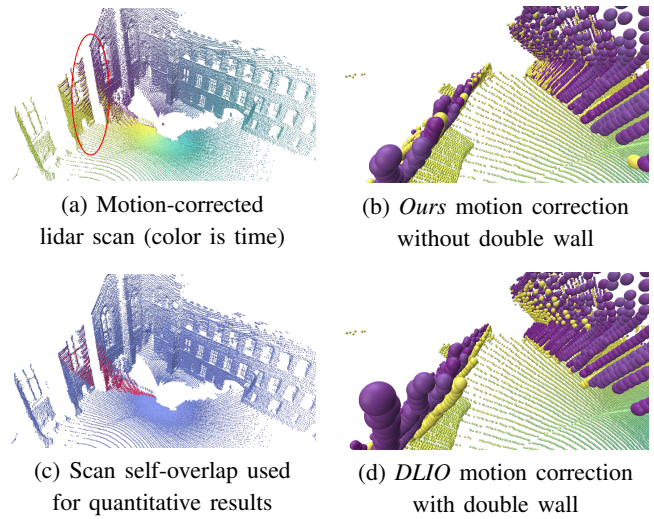 (a) Motion-corrected
lidar scan (color is time)
(b) Ours motion correction
without double wall
(c) Scan self-overlap used
for quantitative results
(d) DLIO motion correction
with double wall